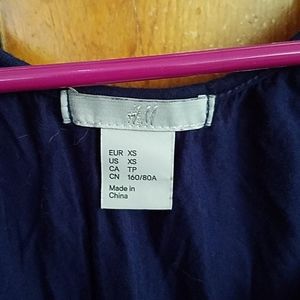 EUR XS
US XS
CA TP
CN 160/80A
Made in
China